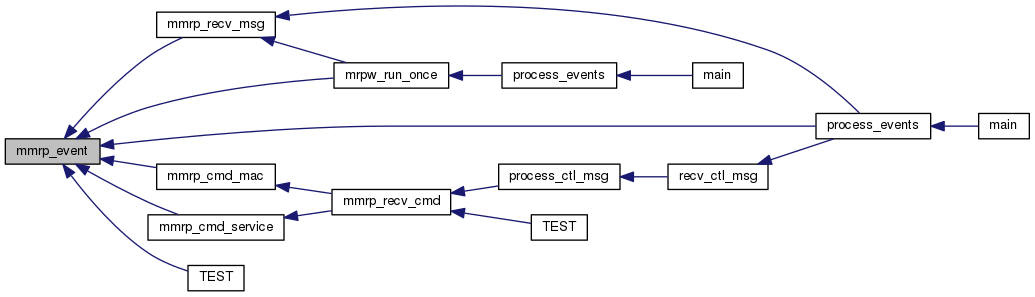 mmrp_recv_msg
mrpw_run_once
process_events
main
process_events
main
mmrp_event
mmrp_cmd_mac
process_ctl_msg
recv_ctl_msg
mmrp_recv_cmd
mmrp_cmd_service
TEST
TEST